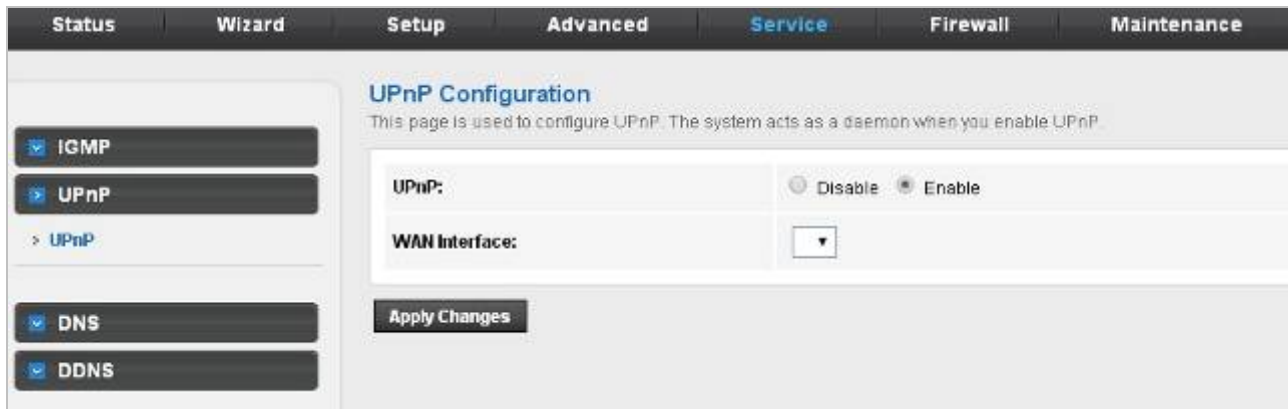 Status Wizard Setup Advanced Service Firewall Maintenance
IGMP
UPnP
> UPnP
DNS
DDNS
UPnP Configuration
This page is used to configure UPnP. The system acts as a daemon when you enable UPnP.
UPnP: Disable Enable
WAN Interface:
Apply Changes